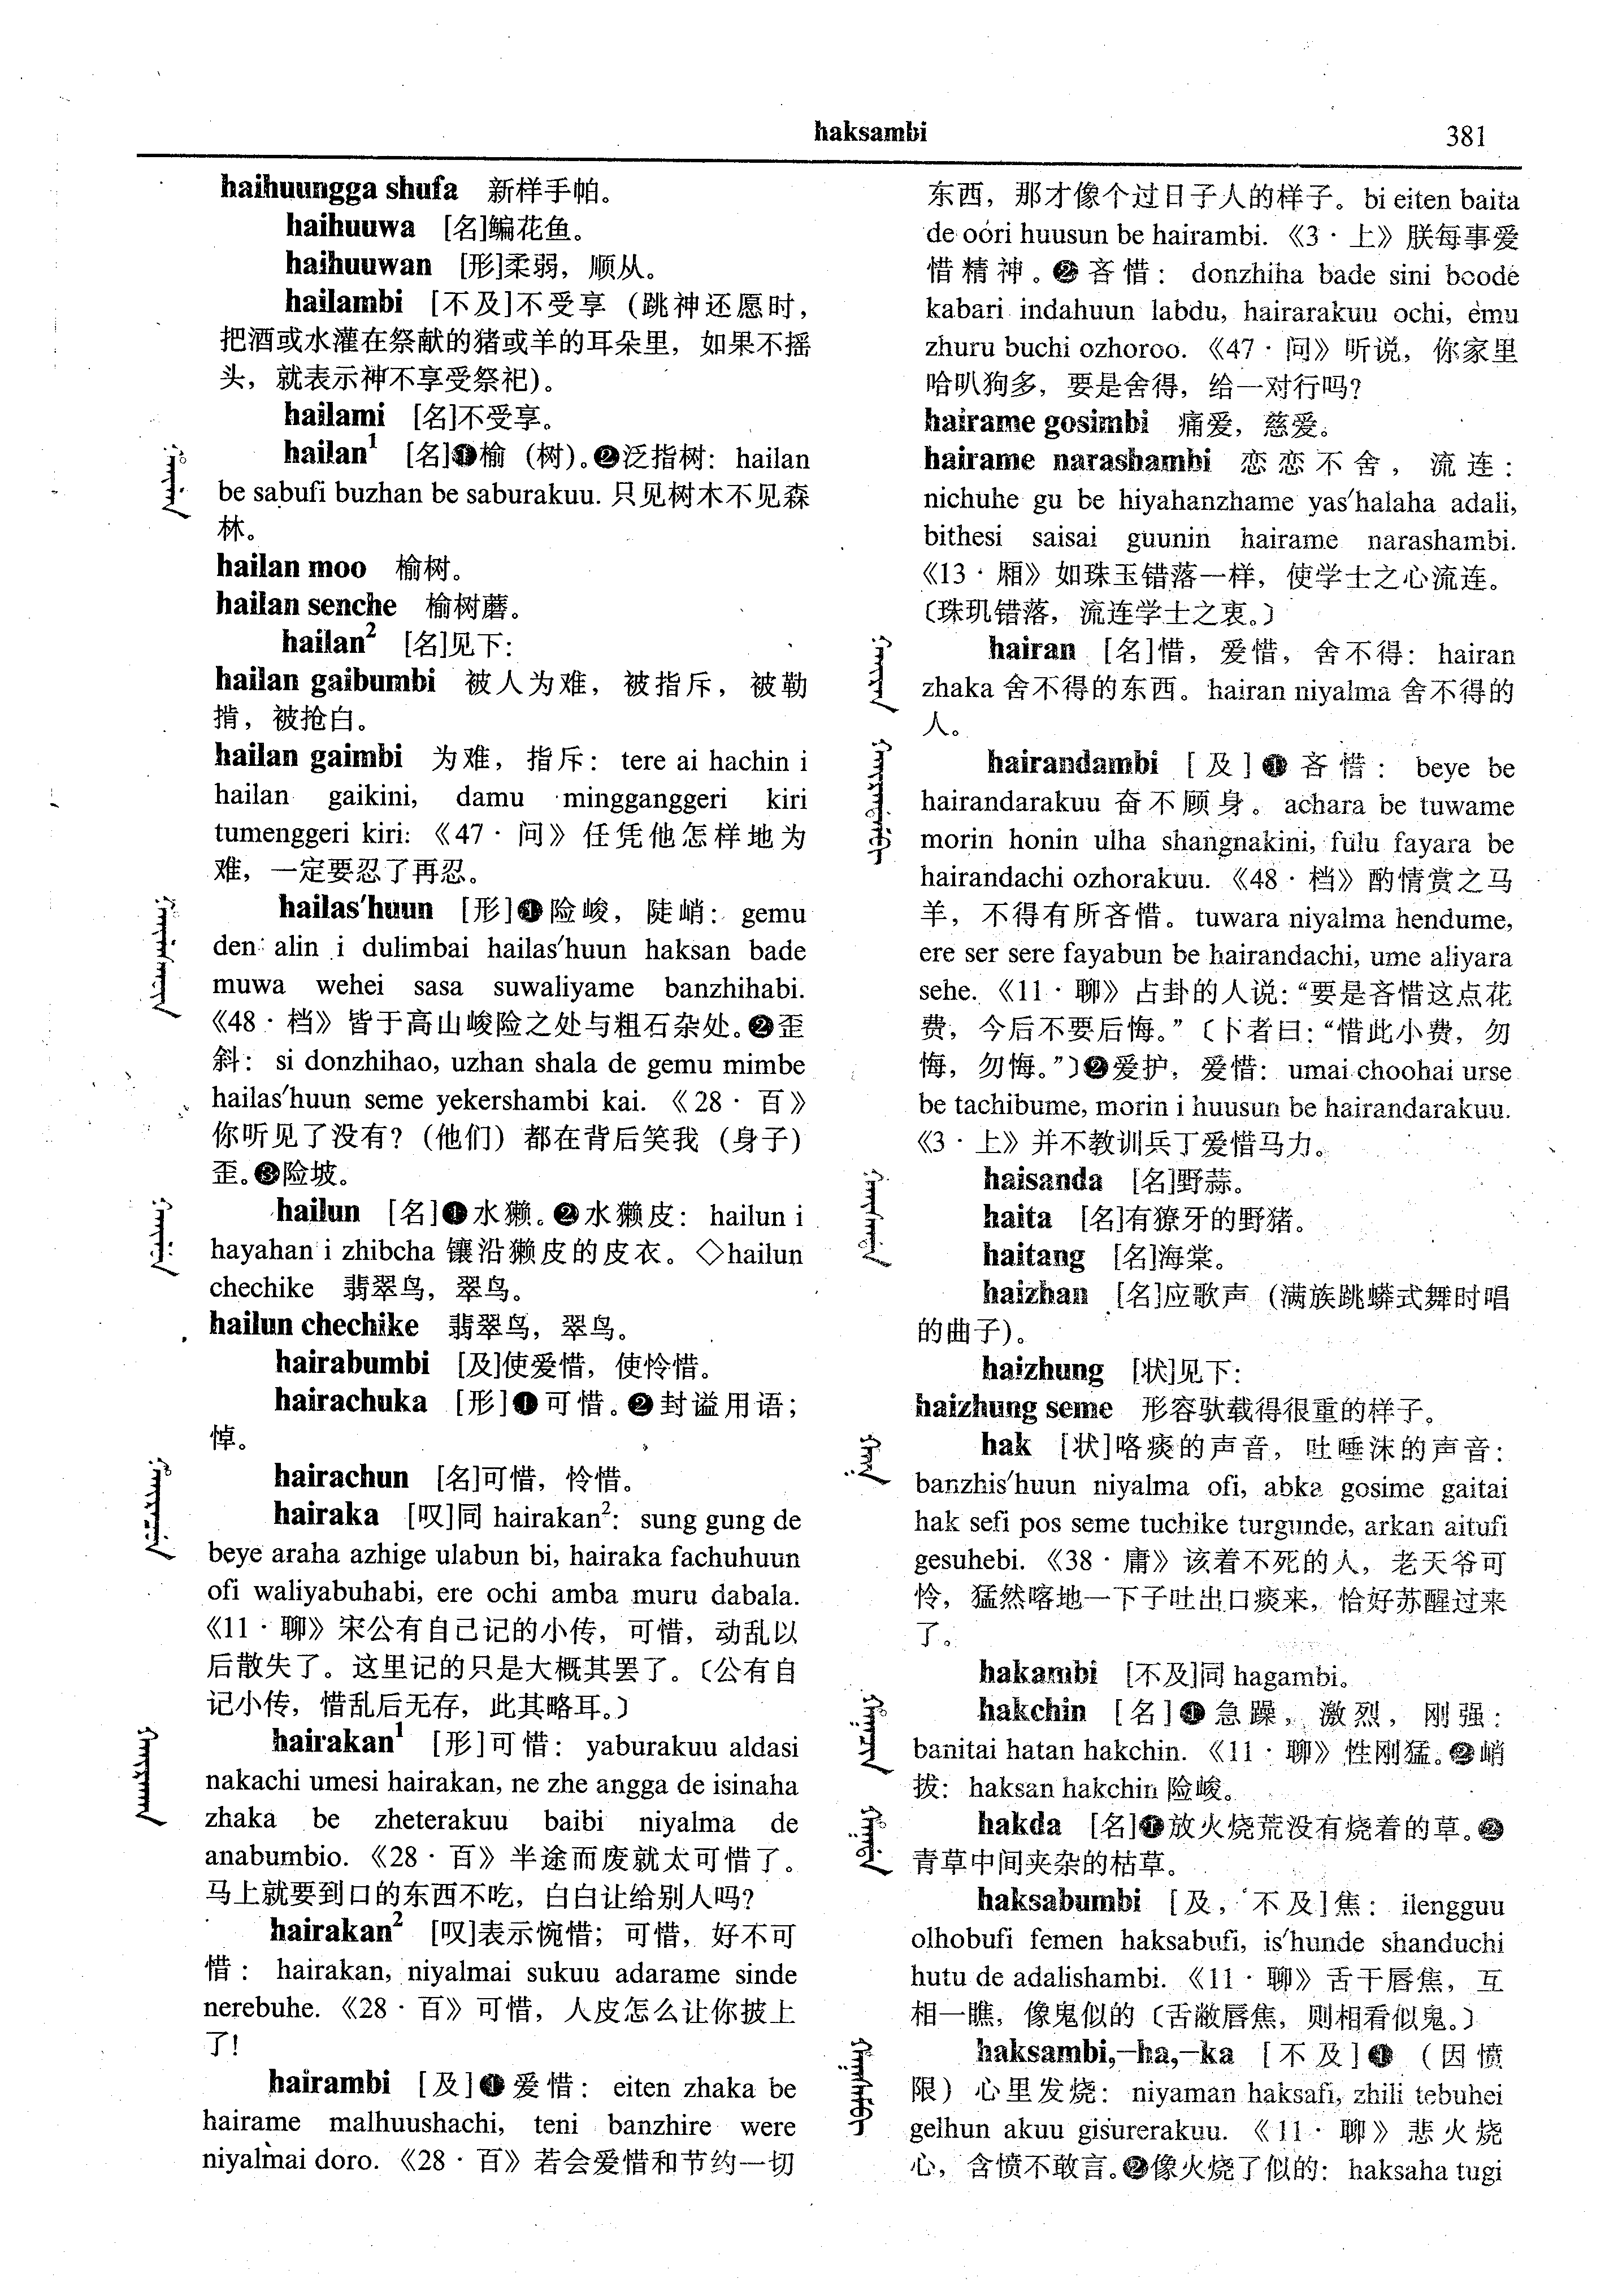 haksambi
381
haihuungga shufa 新样手帕。
haihuuwa [名]鳊花鱼。
haihuuwan [形]柔弱，顺从。
hailambi [不及]不受享（跳神还愿时，
把酒或水灌在祭献的猪或羊的耳朵里，如果不摇
头，就表示神不享受祭祀）。
hailami [名]不受享。
hailan¹ [名]❶榆（树）。❷泛指树：hailan
be sabufi buzhan be saburakuu. 只见树木不见森
林。
hailan moo 榆树。
hailan senche 榆树蘑。
hailan² [名]见下：
hailan gaibumbi 被人为难，被指斥，被勒
掯，被抢白。
hailan gaimbi 为难，指斥：tere ai hachin i
hailan gaikini, damu mingganggeri kiri
tumenggeri kiri: 《47·问》任凭他怎样地为
难，一定要忍了再忍。
hailas'huun [形]❶险峻，陡峭：gemu
den alin i dulimbai hailas'huun haksan bade
muwa wehei sasa suwaliyame banzhihabi.
《48·档》皆于高山峻险之处与粗石杂处。❷歪
斜：si donzhihao, uzhan shala de gemu mimbe
hailas'huun seme yekershambi kai. 《28·百》
你听见了没有？（他们）都在背后笑我（身子）
歪。❸险坡。
hailun [名]❶水獭。❷水獭皮：hailun i
hayahan i zhibcha 镶沿獭皮的皮衣。◇hailun
chechike 翡翠鸟，翠鸟。
hailun chechike 翡翠鸟，翠鸟。
hairabumbi [及]使爱惜，使怜惜。
hairachuka [形]❶可惜。❷封谥用语；
悼。
hairachun [名]可惜，怜惜。
hairaka [叹]同 hairakan²：sung gung de
beye araha azhige ulabun bi, hairaka fachuhuun
ofi waliyabuhabi, ere ochi amba muru dabala.
《11·聊》宋公有自己记的小传，可惜，动乱以
后散失了。这里记的只是大概其罢了。〔公有自
记小传，惜乱后无存，此其略耳。〕
hairakan¹ [形]可惜：yaburakuu aldasi
nakachi umesi hairakan, ne zhe angga de isinaha
zhaka be zheterakuu baibi niyalma de
anabumbio. 《28·百》半途而废就太可惜了。
马上就要到口的东西不吃，白白让给别人吗？
hairakan² [叹]表示惋惜；可惜，好不可
惜：hairakan, niyalmai sukuu adarame sinde
nerebuhe. 《28·百》可惜，人皮怎么让你披上
了！
hairambi [及]❶爱惜：eiten zhaka be
hairame malhuushachi, teni banzhire were
niyalmai doro. 《28·百》若会爱惜和节约一切
东西，那才像个过日子人的样子。bi eiten baita
de oori huusun be hairambi. 《3·上》朕每事爱
惜精神。❷吝惜：donzhiha bade sini boode
kabari indahuun labdu, hairarakuu ochi, emu
zhuru buchi ozhoroo. 《47·问》听说，你家里
哈叭狗多，要是舍得，给一对行吗？
hairame gosimbi 痛爱，慈爱。
hairame narashambi 恋恋不舍，流连：
nichuhe gu be hiyahanzhame yas'halaha adali,
bithesi saisai guunin hairame narashambi.
《13·厢》如珠玉错落一样，使学士之心流连。
〔珠玑错落，流连学士之衷。〕
hairan [名]惜，爱惜，舍不得：hairan
zhaka 舍不得的东西。hairan niyalma 舍不得的
人。
hairandambi [及]❶吝惜：beye be
hairandarakuu 奋不顾身。achara be tuwame
morin honin ulha shangnakini, fulu fayara be
hairandachi ozhorakuu. 《48·档》酌情赏之马
羊，不得有所吝惜。tuwara niyalma hendume,
ere ser sere fayabun be hairandachi, ume aliyara
sehe. 《11·聊》占卦的人说：“要是吝惜这点花
费，今后不要后悔。”〔卜者曰：“惜此小费，勿
悔，勿悔。”〕❷爱护，爱惜：umai choohai urse
be tachibume, morin i huusun be hairandarakuu.
《3·上》并不教训兵丁爱惜马力。
haisanda [名]野蒜。
haita [名]有獠牙的野猪。
haitang [名]海棠。
haizhan [名]应歌声（满族跳蟒式舞时唱
的曲子）。
haizhung [状]见下：
haizhung seme 形容驮载得很重的样子。
hak [状]咯痰的声音，吐唾沫的声音：
banzhis'huun niyalma ofi, abka gosime gaitai
hak sefi pos seme tuchike turgunde, arkan aitufi
gesuhebi. 《38·庸》该着不死的人，老天爷可
怜，猛然喀地一下子吐出口痰来，恰好苏醒过来
了。
hakambi [不及]同 hagambi。
hakchin [名]❶急躁，激烈，刚强：
banitai hatan hakchin. 《11·聊》性刚猛。❷峭
拔：haksan hakchin 险峻。
hakda [名]❶放火烧荒没有烧着的草。❷
青草中间夹杂的枯草。
haksabumbi [及，不及]焦：ilengguu
olhobufi femen haksabufi, is'hunde shanduchi
hutu de adalishambi. 《11·聊》舌干唇焦，互
相一瞧，像鬼似的〔舌敝唇焦，则相看似鬼。〕
haksambi,-ha,-ka [不及]❶（因愤
限）心里发烧：niyaman haksafi, zhili tebuhei
gelhun akuu gisurerakuu. 《11·聊》悲火烧
心，含愤不敢言。❷像火烧了似的：haksaha tugi